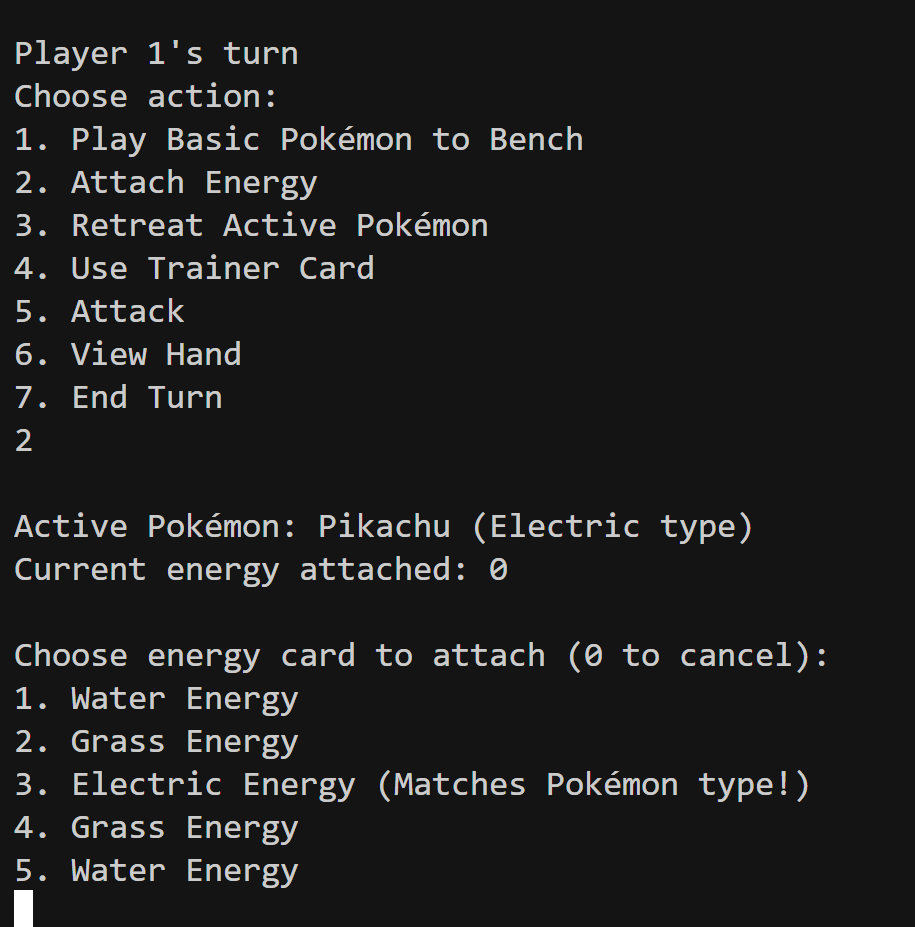 Player 1's turn
Choose action:
1. Play Basic Pokémon to Bench
2. Attach Energy
3. Retreat Active Pokémon
4. Use Trainer Card
5. Attack
6. View Hand
7. End Turn
2
Active Pokémon: Pikachu (Electric type)
Current energy attached: 0
Choose energy card to attach (0 to cancel):
1. Water Energy
2. Grass Energy
3. Electric Energy (Matches Pokémon type!)
4. Grass Energy
5. Water Energy